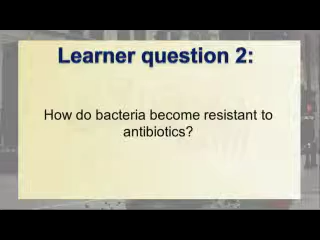 Learner question 2:
How do bacteria become resistant to
antibiotics?